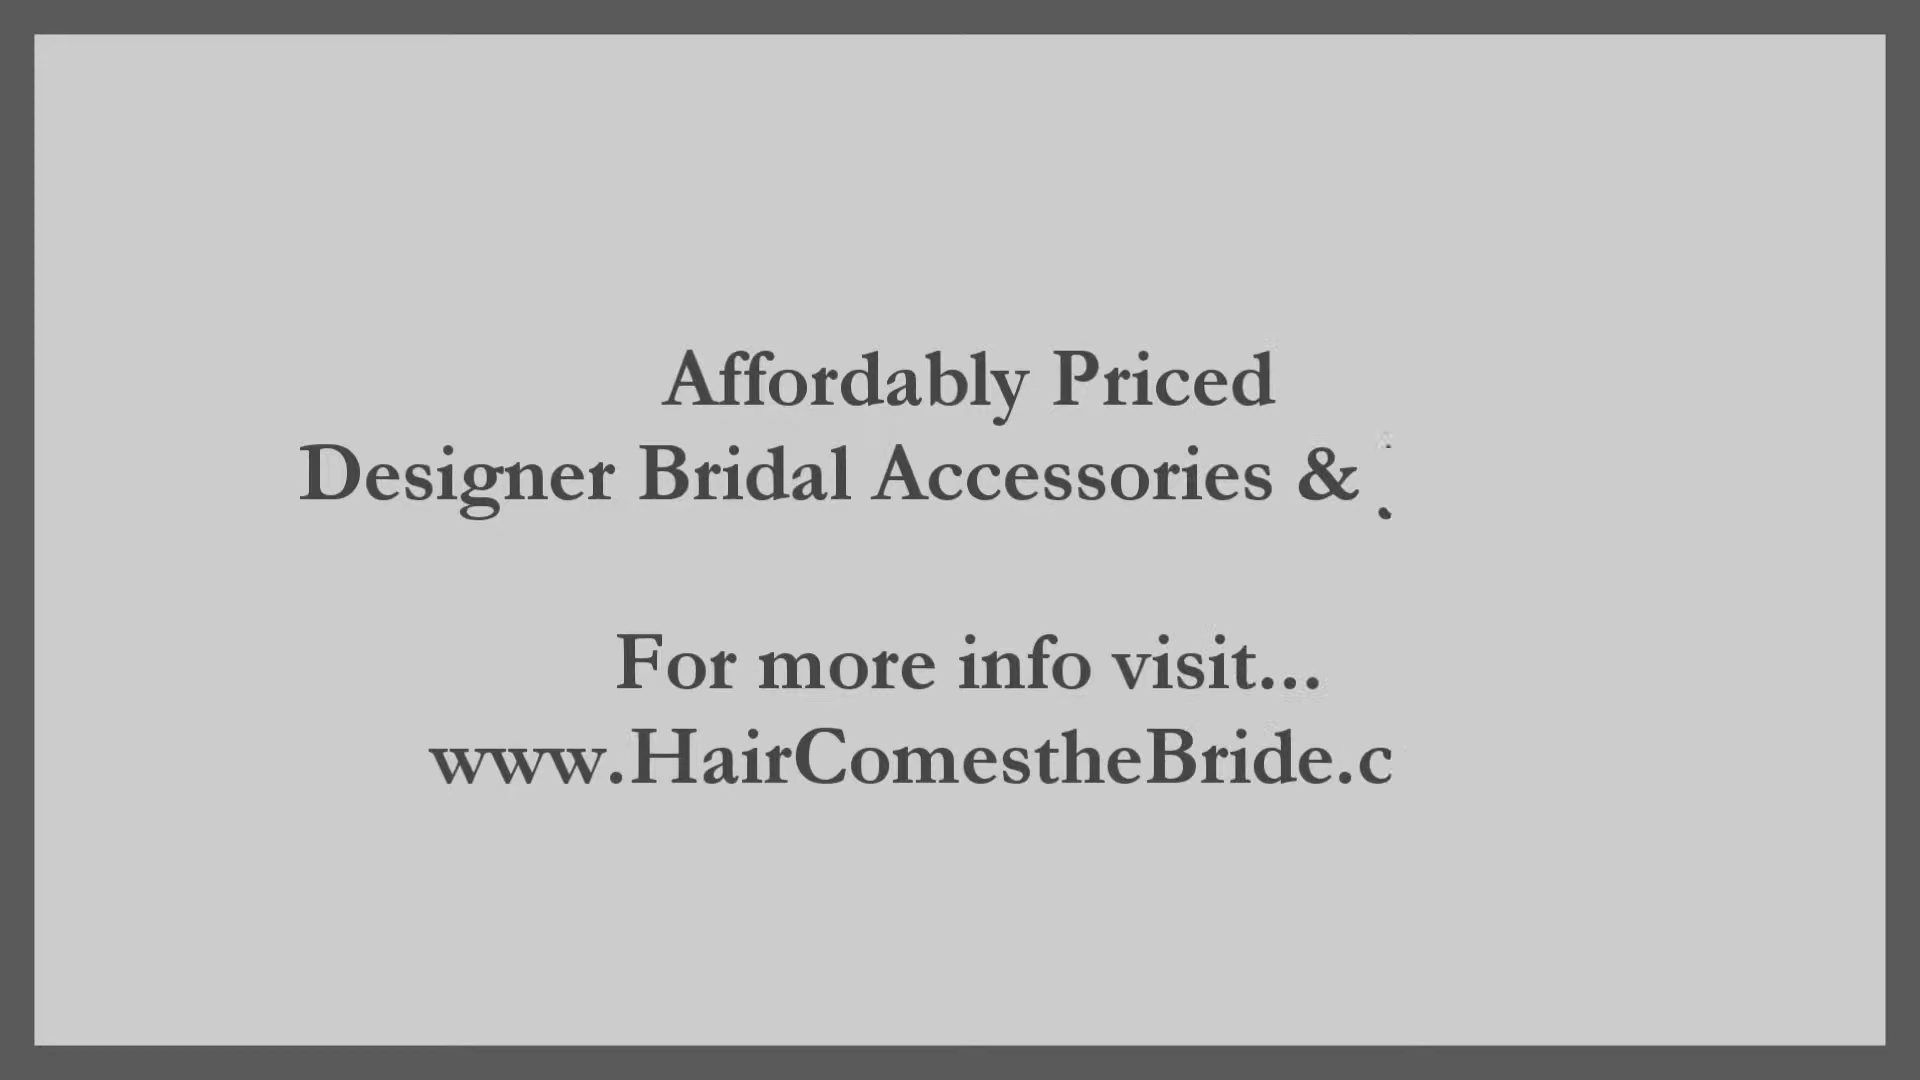 Affordably Priced
Designer Bridal Accessories &
For more info visit...
www.HairComestheBride.c